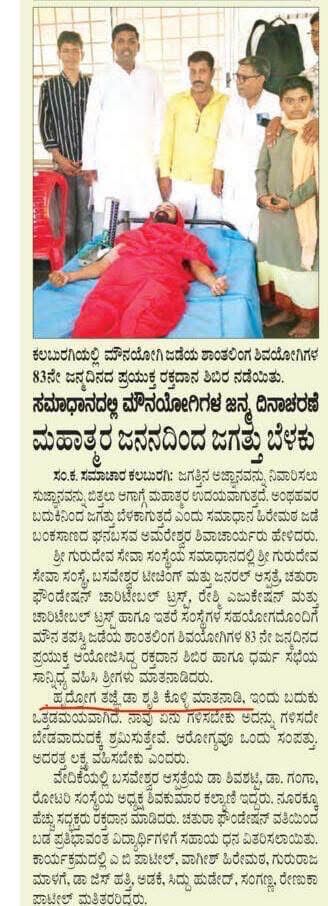 ಕಲಬುರಗಿಯಲ್ಲಿ ಮೌನಯೋಗಿ ಜಡೆಯ ಶಾಂತಲಿಂಗ ಶಿವಯೋಗಿಗಳ
83ನೇ ಜನ್ಮದಿನದ ಪ್ರಯುಕ್ತ ರಕ್ತದಾನ ಶಿಬಿರ ನಡೆಯಿತು.
ಸಮಾಧಾನದಲ್ಲಿ ಮೌನಯೋಗಿಗಳ ಜನ್ಮ ದಿನಾಚರಣೆ
ಮಹಾತ್ಮರ ಜನನದಿಂದ ಜಗತ್ತು ಬೆಳಕು
ಸಂ.ಕ. ಸಮಾಚಾರ ಕಲಬುರಗಿ: ಜಗತ್ತಿನ ಅಜ್ಞಾನವನ್ನು ನಿವಾರಿಸಲು
ಸುಜ್ಞಾನವನ್ನು ಬಿತ್ತಲು ಆಗಾಗ್ಗೆ ಮಹಾತ್ಮರ ಉದಯವಾಗುತ್ತದೆ. ಅಂಥಹವರ
ಬದುಕಿನಿಂದ ಜಗತ್ತು ಬೆಳಕಾಗುತ್ತದೆ ಎಂದು ಸಮಾಧಾನ ಹಿರೇಮಠ ಜಡೆ
ಬಂಕಸಾಣದ ಘನಬಸವ ಅಮರೇಶ್ವರ ಶಿವಾಚಾರ್ಯರು ಹೇಳಿದರು.
ಶ್ರೀ ಗುರುದೇವ ಸೇವಾ ಸಂಸ್ಥೆಯ ಸಮಾಧಾನದಲ್ಲಿ ಶ್ರೀ ಗುರುದೇವ
ಸೇವಾ ಸಂಸ್ಥೆ, ಬಸವೇಶ್ವರ ಟೀಚಿಂಗ್ ಮತ್ತು ಜನರಲ್ ಆಸ್ಪತ್ರೆ, ಚತುರಾ
ಫೌಂಡೇಷನ್ ಚಾರಿಟೇಬಲ್ ಟ್ರಸ್ಟ್, ರೇಶ್ಮಿ ಎಜುಕೇಷನ್ ಮತ್ತು
ಚಾರಿಟೇಬಲ್ ಟ್ರಸ್ಟ್ ಹಾಗೂ ಇತರೆ ಸಂಸ್ಥೆಗಳ ಸಹಯೋಗದೊಂದಿಗೆ
ಮೌನ ತಪಸ್ವಿ ಜಡೆಯ ಶಾಂತಲಿಂಗ ಶಿವಯೋಗಿಗಳ 83 ನೇ ಜನ್ಮದಿನದ
ಪ್ರಯುಕ್ತ ಆಯೋಜಿಸಿದ್ದ ರಕ್ತದಾನ ಶಿಬಿರ ಹಾಗೂ ಧರ್ಮ ಸಭೆಯ
ಸಾನ್ನಿಧ್ಯ ವಹಿಸಿ ಶ್ರೀಗಳು ಮಾತನಾಡಿದರು.
ಹೃದ್ರೋಗ ತಜ್ಞೆ ಡಾ ಶೃತಿ ಕೊಳ್ಳಿ ಮಾತನಾಡಿ, ಇಂದು ಬದುಕು
ಒತ್ತಡಮಯವಾಗಿದೆ. ನಾವು ಏನು ಗಳಿಸಬೇಕು ಅದನ್ನು ಗಳಿಸದೇ
ಬೇಡವಾದುದಕ್ಕೆ ಶ್ರಮಿಸುತ್ತೇವೆ. ಆರೋಗ್ಯವೂ ಒಂದು ಸಂಪತ್ತು.
ಅದರತ್ತ ಲಕ್ಷ್ಯ ವಹಿಸಬೇಕು ಎಂದರು.
ವೇದಿಕೆಯಲ್ಲಿ ಬಸವೇಶ್ವರ ಆಸ್ಪತ್ರೆಯ ಡಾ ಶಿವಶಟ್ಟಿ, ಡಾ. ಗಂಗಾ,
ರೋಟರಿ ಸಂಸ್ಥೆಯ ಅಧ್ಯಕ್ಷ ಶಿವಕುಮಾರ ಕಲ್ಯಾಣಿ ಇದ್ದರು. ನೂರಕ್ಕೂ
ಹೆಚ್ಚು ಸದ್ಭಕ್ತರು ರಕ್ತದಾನ ಮಾಡಿದರು. ಚತುರಾ ಫೌಂಡೇಷನ್ ವತಿಯಿಂದ
ಬಡ ಪ್ರತಿಭಾವಂತ ವಿದ್ಯಾರ್ಥಿಗಳಿಗೆ ಸಹಾಯ ಧನ ವಿತರಿಸಲಾಯಿತು.
ಕಾರ್ಯಕ್ರಮದಲ್ಲಿ ಎ ಬಿ ಪಾಟೀಲ್, ವಾಗೀಶ್ ಹಿರೇಮಠ, ಗುರುರಾಜ
ಮಾಳಗೆ, ಡಾ ಜಿಸ್ ಹತ್ತಿ, ಅಡಕೆ, ಸಿದ್ದು ಹುಡೇದ್, ಸಂಗಣ್ಣ, ರೇಣುಕಾ
ಪಾಟೀಲ್ ಮತಿತರರಿದ್ದರು.